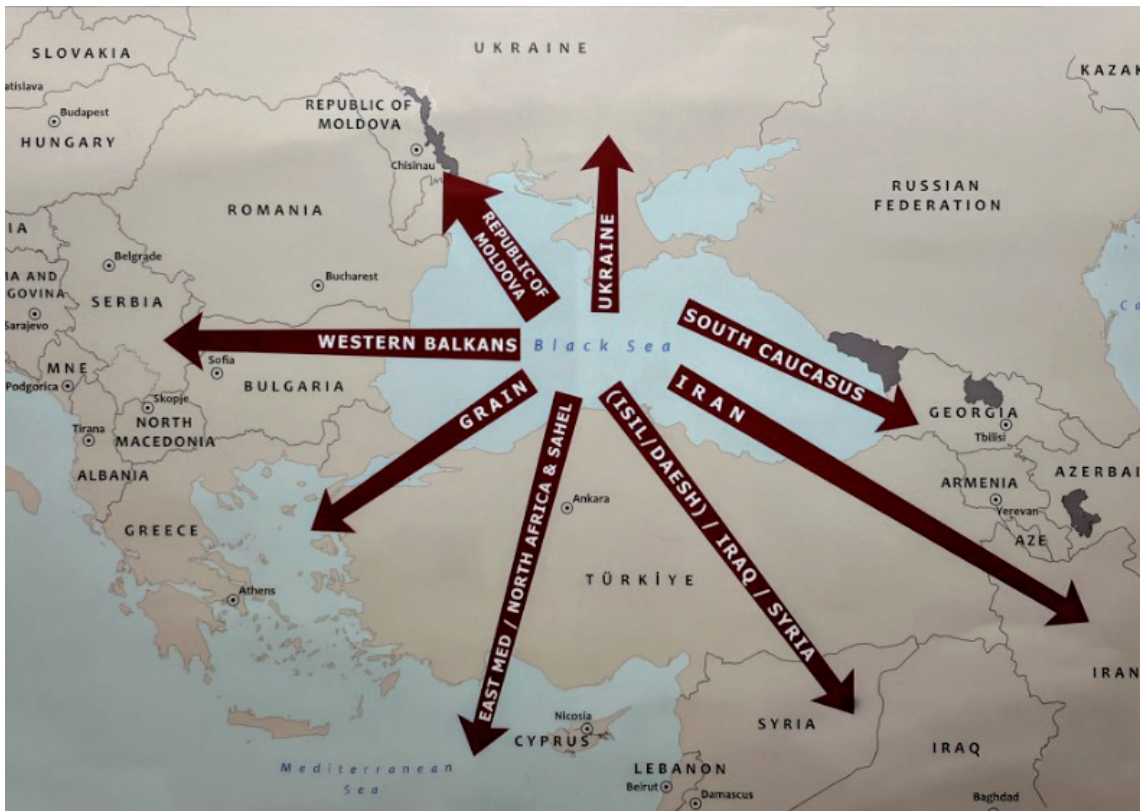 SLOVAKIA
UKRAINE
KAZAK
atislava
Budapest
HUNGARY
REPUBLIC OF
MOLDOVA
Chisinau
RUSSIAN
FEDERATION
ROMANIA
REPUBLIC OF
MOLDOVA
UKRAINE
IA
Belgrade
Bucharest
MA AND
GOVINA
SERBIA
Sarajevo
WESTERN BALKANS
Black Sea
SOUTH CAUCASUS
Ca
MNE
Sofia
Podgorica
BULGARIA
GRAIN
IRAN
Skopje
NORTH
MACEDONIA
Tirana
ALBANIA
GEORGIA
Tbilisi
EAST MED / NORTH AFRICA & SAHEL
(ISIL/DAESH) / IRAQ / SYRIA
Ankara
ARMENIA
Yerevan
AZERBAI
AZE
GREECE
Athens
TÜRKİYE
IRAN
Nicosia
CYPRUS
SYRIA
IRAQ
Mediterranean
Sea
LEBANON
Beirut
Damascus
Baghdad